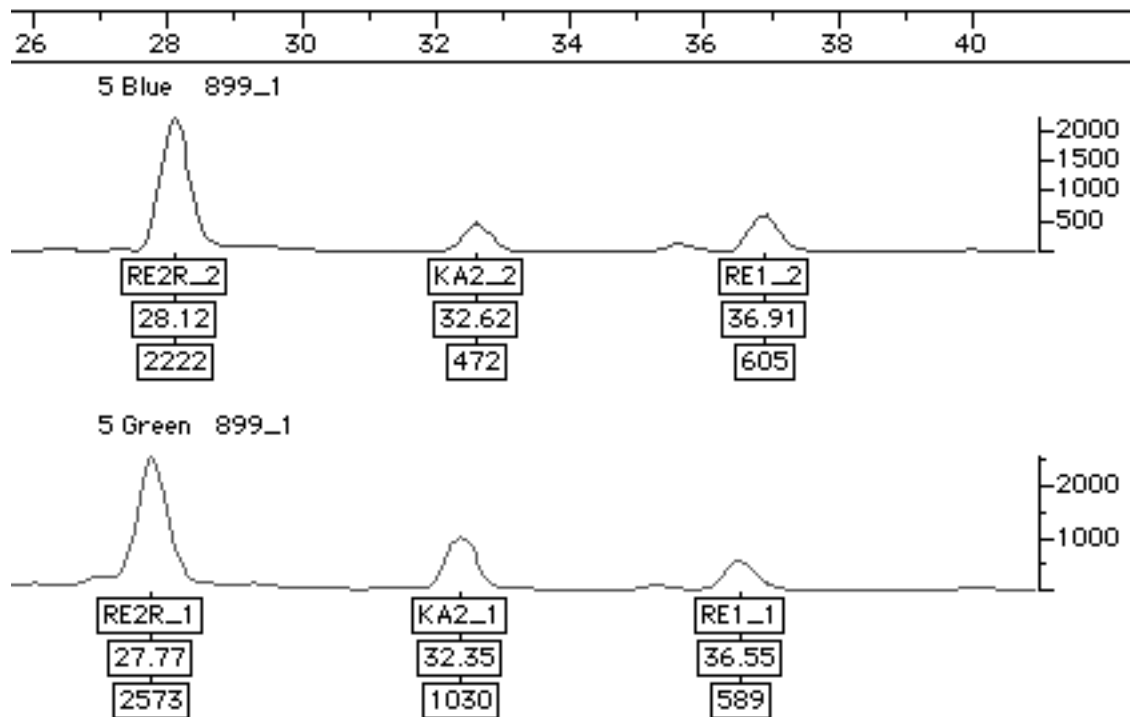 26 28 30 32 34 36 38 40
5 Blue 899_1
2000
1500
1000
500
RE2R_2 KA2_2 RE1_2
28.12 32.62 36.91
2222 472 605
5 Green 899_1
2000
1000
RE2R_1 KA2_1 RE1_1
27.77 32.35 36.55
2573 1030 589